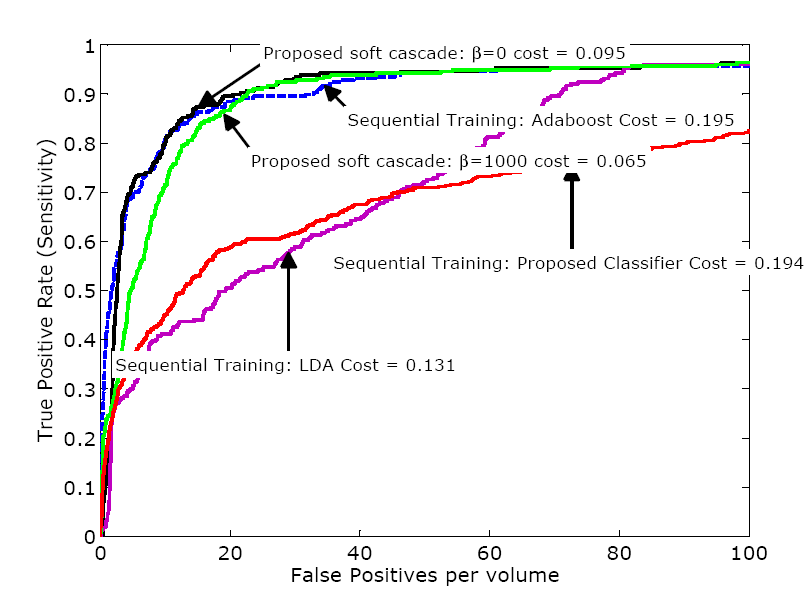 Proposed soft cascade: β=0 cost = 0.095
Sequential Training: Adaboost Cost = 0.195
Proposed soft cascade: β=1000 cost = 0.065
Sequential Training: Proposed Classifier Cost = 0.194
Sequential Training: LDA Cost = 0.131
True Positive Rate (Sensitivity)
1
0.9
0.8
0.7
0.6
0.5
0.4
0.3
0.2
0.1
0
0 20 40 60 80 100
False Positives per volume